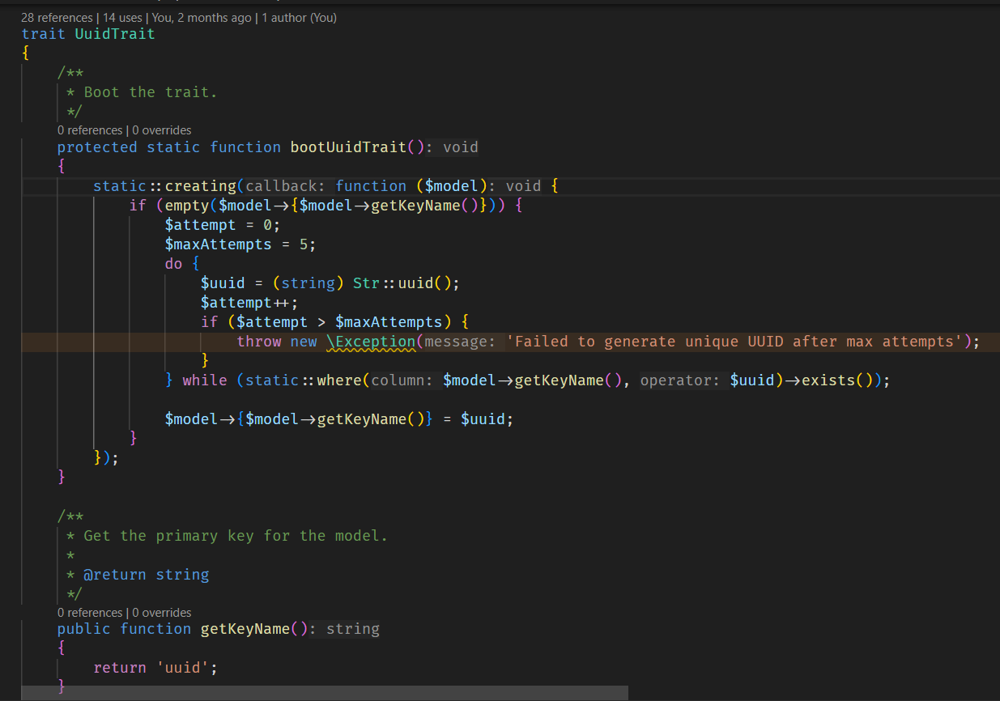 28 references | 14 uses | You, 2 months ago | 1 author (You)
trait UuidTrait
{
    /**
     * Boot the trait.
     */
    0 references | 0 overrides
    protected static function bootUuidTrait(): void
    {
        static::creating(callback: function ($model): void {
            if (empty($model->{$model->getKeyName()})) {
                $attempt = 0;
                $maxAttempts = 5;
                do {
                    $uuid = (string) Str::uuid();
                    $attempt++;
                    if ($attempt > $maxAttempts) {
                        throw new \Exception(message: 'Failed to generate unique UUID after max attempts');
                    }
                } while (static::where(column: $model->getKeyName(), operator: $uuid)->exists());

                $model->{$model->getKeyName()} = $uuid;
            }
        });
    }

    /**
     * Get the primary key for the model.
     *
     * @return string
     */
    0 references | 0 overrides
    public function getKeyName(): string
    {
        return 'uuid';
    }